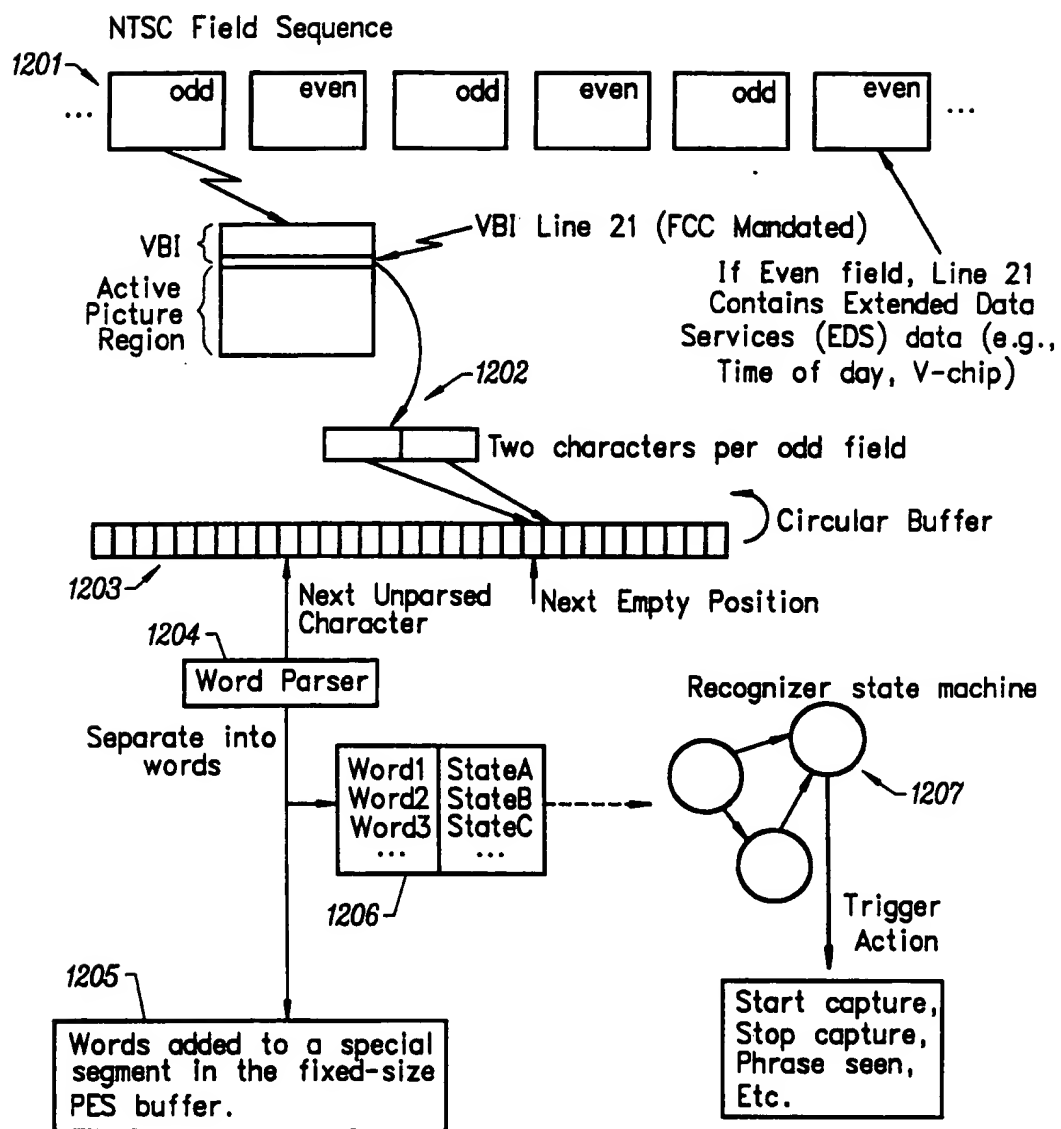 NTSC Field Sequence
1201
... odd even odd even odd even ...
VBI
VBI Line 21 (FCC Mandated)
Active
Picture
Region
If Even field, Line 21
Contains Extended Data
Services (EDS) data (e.g.,
Time of day, V-chip)
1202
Two characters per odd field
Circular Buffer
1203
Next Unparsed
Character
Next Empty Position
1204
Word Parser
Separate into
words
Word1 StateA
Word2 StateB
Word3 StateC
... ...
1206
Recognizer state machine
1207
Trigger
Action
Start capture,
Stop capture,
Phrase seen,
Etc.
1205
Words added to a special
segment in the fixed-size
PES buffer.